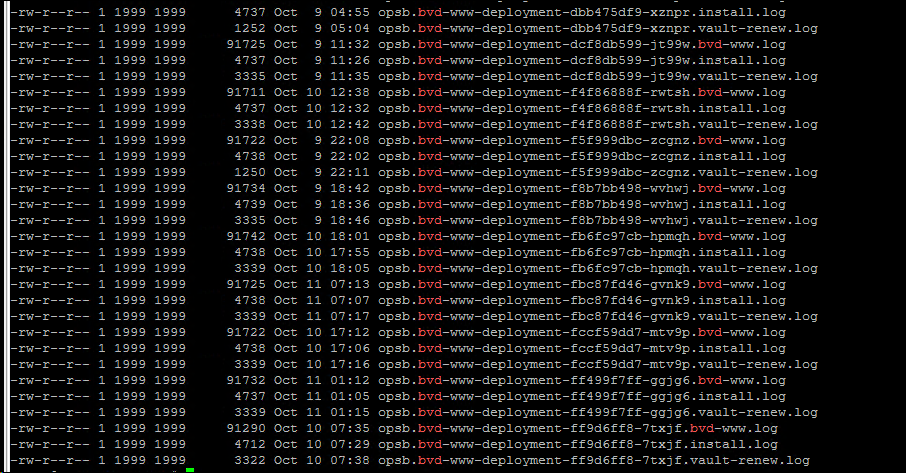 -rw-r--r-- 1 1999 1999      4737 Oct  9 04:55 opsb.bvd-www-deployment-dbb475df9-xznpr.install.log
-rw-r--r-- 1 1999 1999      1252 Oct  9 05:04 opsb.bvd-www-deployment-dbb475df9-xznpr.vault-renew.log
-rw-r--r-- 1 1999 1999     91725 Oct  9 11:32 opsb.bvd-www-deployment-dcf8db599-jt99w.bvd-www.log
-rw-r--r-- 1 1999 1999      4737 Oct  9 11:26 opsb.bvd-www-deployment-dcf8db599-jt99w.install.log
-rw-r--r-- 1 1999 1999      3335 Oct  9 11:35 opsb.bvd-www-deployment-dcf8db599-jt99w.vault-renew.log
-rw-r--r-- 1 1999 1999     91711 Oct 10 12:38 opsb.bvd-www-deployment-f4f86888f-rwtsh.bvd-www.log
-rw-r--r-- 1 1999 1999      4737 Oct 10 12:32 opsb.bvd-www-deployment-f4f86888f-rwtsh.install.log
-rw-r--r-- 1 1999 1999      3338 Oct 10 12:42 opsb.bvd-www-deployment-f4f86888f-rwtsh.vault-renew.log
-rw-r--r-- 1 1999 1999     91722 Oct  9 22:08 opsb.bvd-www-deployment-f5f999dbc-zcgnz.bvd-www.log
-rw-r--r-- 1 1999 1999      4738 Oct  9 22:02 opsb.bvd-www-deployment-f5f999dbc-zcgnz.install.log
-rw-r--r-- 1 1999 1999      1250 Oct  9 22:11 opsb.bvd-www-deployment-f5f999dbc-zcgnz.vault-renew.log
-rw-r--r-- 1 1999 1999     91734 Oct  9 18:42 opsb.bvd-www-deployment-f8b7bb498-wvhwj.bvd-www.log
-rw-r--r-- 1 1999 1999      4739 Oct  9 18:36 opsb.bvd-www-deployment-f8b7bb498-wvhwj.install.log
-rw-r--r-- 1 1999 1999      3335 Oct  9 18:46 opsb.bvd-www-deployment-f8b7bb498-wvhwj.vault-renew.log
-rw-r--r-- 1 1999 1999     91742 Oct 10 18:01 opsb.bvd-www-deployment-fb6fc97cb-hpmqh.bvd-www.log
-rw-r--r-- 1 1999 1999      4738 Oct 10 17:55 opsb.bvd-www-deployment-fb6fc97cb-hpmqh.install.log
-rw-r--r-- 1 1999 1999      3339 Oct 10 18:05 opsb.bvd-www-deployment-fb6fc97cb-hpmqh.vault-renew.log
-rw-r--r-- 1 1999 1999     91725 Oct 11 07:13 opsb.bvd-www-deployment-fbc87fd46-gvnk9.bvd-www.log
-rw-r--r-- 1 1999 1999      4738 Oct 11 07:07 opsb.bvd-www-deployment-fbc87fd46-gvnk9.install.log
-rw-r--r-- 1 1999 1999      3339 Oct 11 07:17 opsb.bvd-www-deployment-fbc87fd46-gvnk9.vault-renew.log
-rw-r--r-- 1 1999 1999     91722 Oct 10 17:12 opsb.bvd-www-deployment-fccf59dd7-mtv9p.bvd-www.log
-rw-r--r-- 1 1999 1999      4738 Oct 10 17:06 opsb.bvd-www-deployment-fccf59dd7-mtv9p.install.log
-rw-r--r-- 1 1999 1999      3339 Oct 10 17:16 opsb.bvd-www-deployment-fccf59dd7-mtv9p.vault-renew.log
-rw-r--r-- 1 1999 1999     91732 Oct 11 01:12 opsb.bvd-www-deployment-ff499f7ff-ggjg6.bvd-www.log
-rw-r--r-- 1 1999 1999      4737 Oct 11 01:05 opsb.bvd-www-deployment-ff499f7ff-ggjg6.install.log
-rw-r--r-- 1 1999 1999      3339 Oct 11 01:15 opsb.bvd-www-deployment-ff499f7ff-ggjg6.vault-renew.log
-rw-r--r-- 1 1999 1999     91290 Oct 10 07:35 opsb.bvd-www-deployment-ff9d6ff8-7txjf.bvd-www.log
-rw-r--r-- 1 1999 1999      4712 Oct 10 07:29 opsb.bvd-www-deployment-ff9d6ff8-7txjf.install.log
-rw-r--r-- 1 1999 1999      3322 Oct 10 07:38 opsb.bvd-www-deployment-ff9d6ff8-7txjf.vault-renew.log